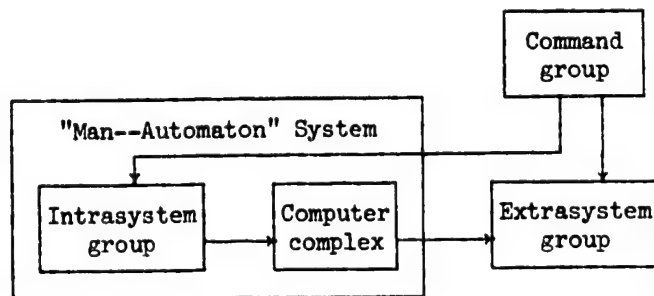 Command
group
"Man--Automaton" System
Intrasystem
group
Computer
complex
Extrasystem
group